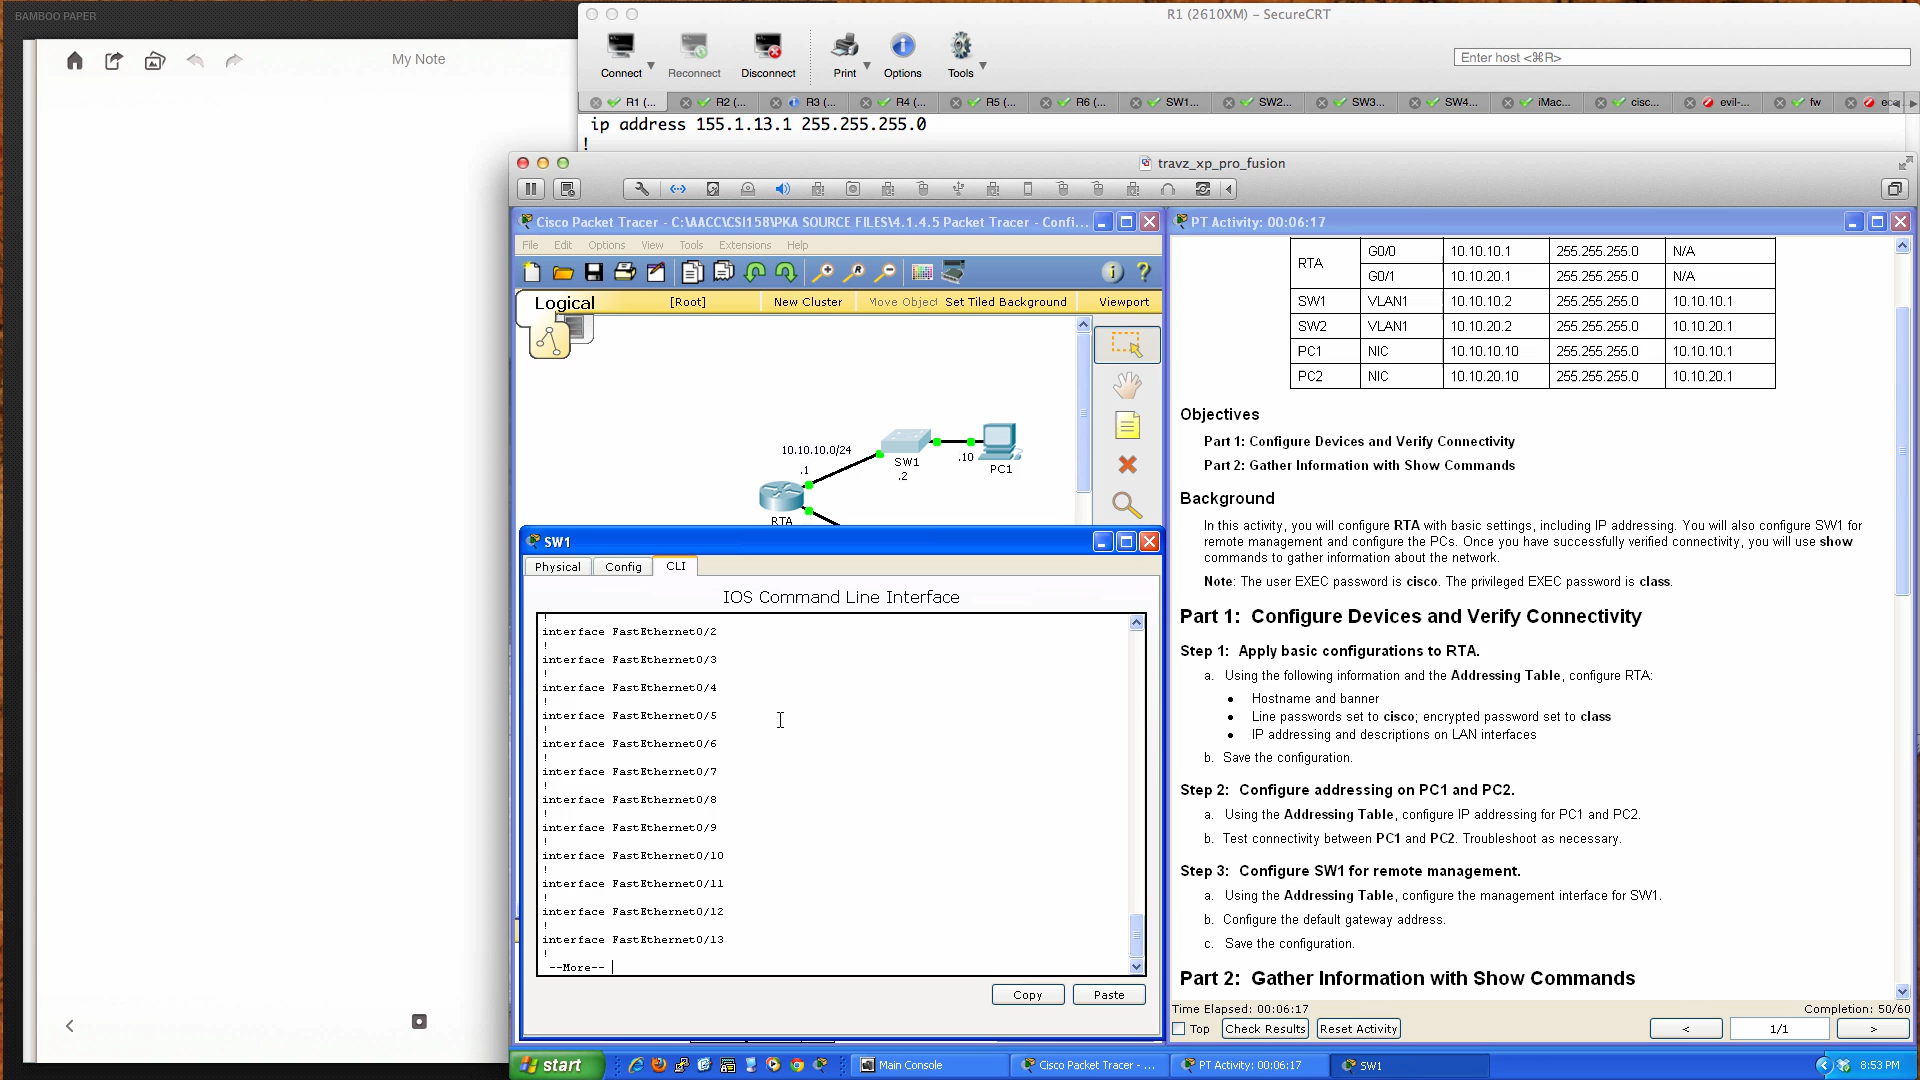 BAMBOO PAPER
My Note
R1 (2610XM) – SecureCRT
Connect
Reconnect
Disconnect
Print
Options
Tools
Enter host <⌘R>
R1 (...
R2 (...
R3 (...
R4 (...
R5 (...
R6 (...
SW1...
SW2...
SW3...
SW4...
iMac...
cisc...
evil-...
fw
ip address 155.1.13.1 255.255.255.0
!
travz_xp_pro_fusion
Cisco Packet Tracer - C:\AACC\CSI158\PKA SOURCE FILES\4.1.4.5 Packet Tracer - Confi...
File Edit Options View Tools Extensions Help
Logical
[Root]
New Cluster
Move Object
Set Tiled Background
Viewport
10.10.10.0/24
.1
SW1
.2
.10
PC1
RTA
SW1
Physical Config CLI
IOS Command Line Interface
!
interface FastEthernet0/2
!
interface FastEthernet0/3
!
interface FastEthernet0/4
!
interface FastEthernet0/5
!
interface FastEthernet0/6
!
interface FastEthernet0/7
!
interface FastEthernet0/8
!
interface FastEthernet0/9
!
interface FastEthernet0/10
!
interface FastEthernet0/11
!
interface FastEthernet0/12
!
interface FastEthernet0/13
!
--More--
Copy
Paste
PT Activity: 00:06:17
RTA G0/0 10.10.10.1 255.255.255.0 N/A
G0/1 10.10.20.1 255.255.255.0 N/A
SW1 VLAN1 10.10.10.2 255.255.255.0 10.10.10.1
SW2 VLAN1 10.10.20.2 255.255.255.0 10.10.20.1
PC1 NIC 10.10.10.10 255.255.255.0 10.10.10.1
PC2 NIC 10.10.20.10 255.255.255.0 10.10.20.1
Objectives
Part 1: Configure Devices and Verify Connectivity
Part 2: Gather Information with Show Commands
Background
In this activity, you will configure RTA with basic settings, including IP addressing. You will also configure SW1 for
remote management and configure the PCs. Once you have successfully verified connectivity, you will use show
commands to gather information about the network.
Note: The user EXEC password is cisco. The privileged EXEC password is class.
Part 1: Configure Devices and Verify Connectivity
Step 1: Apply basic configurations to RTA.
a. Using the following information and the Addressing Table, configure RTA:
• Hostname and banner
• Line passwords set to cisco; encrypted password set to class
• IP addressing and descriptions on LAN interfaces
b. Save the configuration.
Step 2: Configure addressing on PC1 and PC2.
a. Using the Addressing Table, configure IP addressing for PC1 and PC2.
b. Test connectivity between PC1 and PC2. Troubleshoot as necessary.
Step 3: Configure SW1 for remote management.
a. Using the Addressing Table, configure the management interface for SW1.
b. Configure the default gateway address.
c. Save the configuration.
Part 2: Gather Information with Show Commands
Time Elapsed: 00:06:17
Completion: 50/60
Top
Check Results
Reset Activity
<
1/1
>
start
Main Console
Cisco Packet Tracer - ...
PT Activity: 00:06:17
SW1
8:53 PM